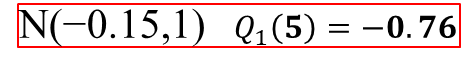 N(−0.15,1) Q₁(5) = −0.76